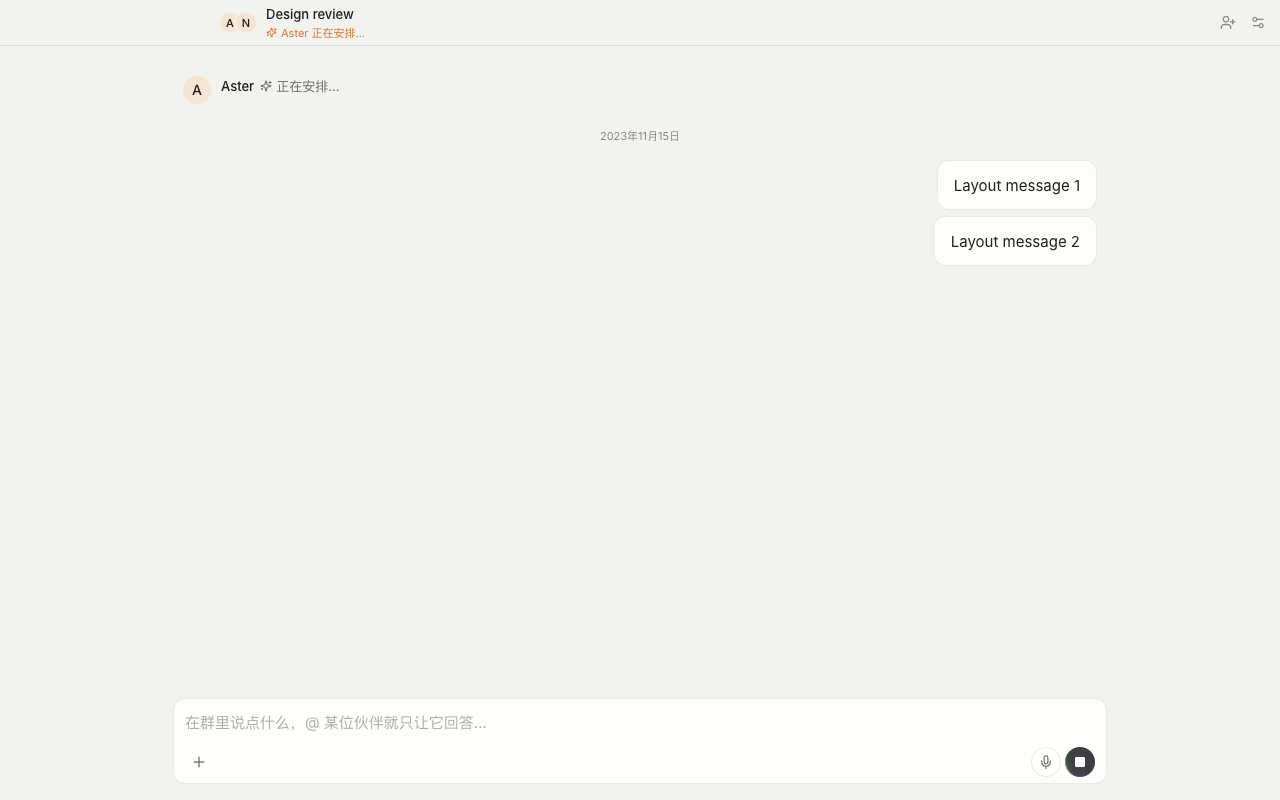 A N Design review
Aster 正在安排...
A Aster 正在安排...
2023年11月15日
Layout message 1
Layout message 2
在群里说点什么，@ 某位伙伴就只让它回答...